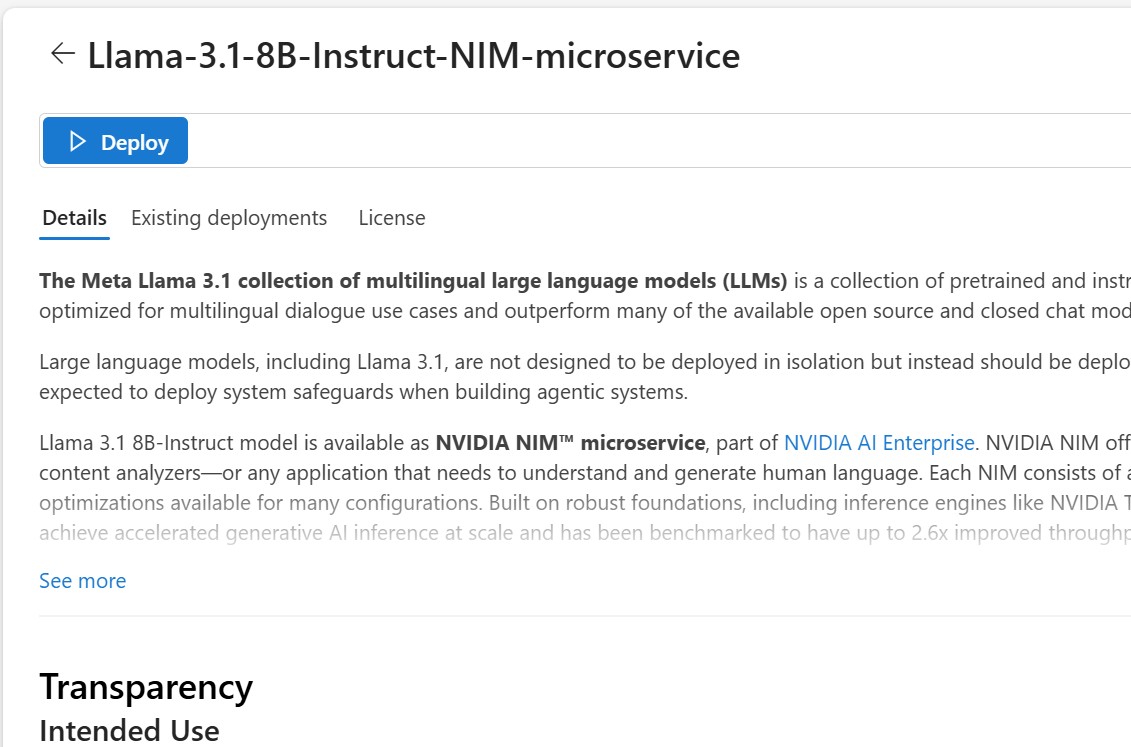 Llama-3.1-8B-Instruct-NIM-microservice
Deploy
Details Existing deployments License
The Meta Llama 3.1 collection of multilingual large language models (LLMs) is a collection of pretrained and instr
optimized for multilingual dialogue use cases and outperform many of the available open source and closed chat mod
Large language models, including Llama 3.1, are not designed to be deployed in isolation but instead should be deplo
expected to deploy system safeguards when building agentic systems.
Llama 3.1 8B-Instruct model is available as NVIDIA NIM™ microservice, part of NVIDIA AI Enterprise. NVIDIA NIM off
content analyzers—or any application that needs to understand and generate human language. Each NIM consists of a
optimizations available for many configurations. Built on robust foundations, including inference engines like NVIDIA T
achieve accelerated generative AI inference at scale and has been benchmarked to have up to 2.6x improved throughp
See more
Transparency
Intended Use